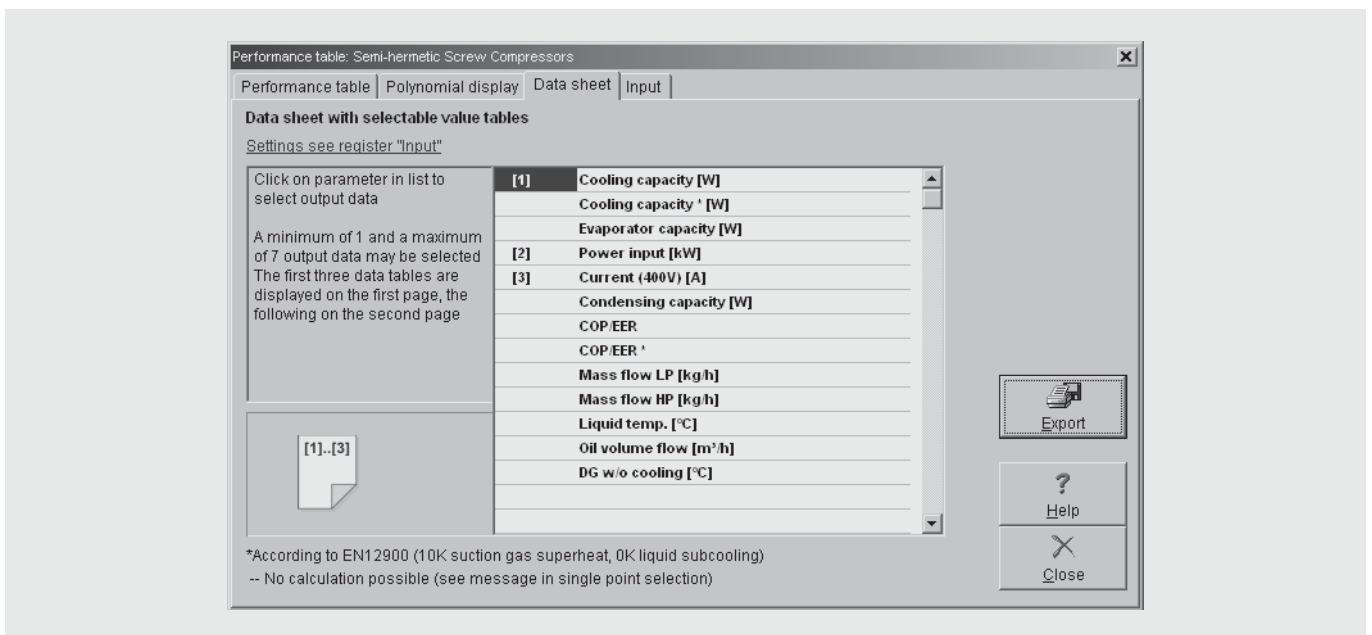 Performance table: Semi-hermetic Screw Compressors
Performance table
Polynomial display
Data sheet
Input
Data sheet with selectable value tables
Settings see register "Input"
Click on parameter in list to
select output data
A minimum of 1 and a maximum
of 7 output data may be selected
The first three data tables are
displayed on the first page, the
following on the second page
[1]..[3]
[1] Cooling capacity [W]
Cooling capacity * [W]
Evaporator capacity [W]
[2] Power input [kW]
[3] Current (400V) [A]
Condensing capacity [W]
COP/EER
COP/EER *
Mass flow LP [kg/h]
Mass flow HP [kg/h]
Liquid temp. [°C]
Oil volume flow [m³/h]
DG w/o cooling [°C]
Export
?
Help
Close
*According to EN12900 (10K suction gas superheat, 0K liquid subcooling)
-- No calculation possible (see message in single point selection)